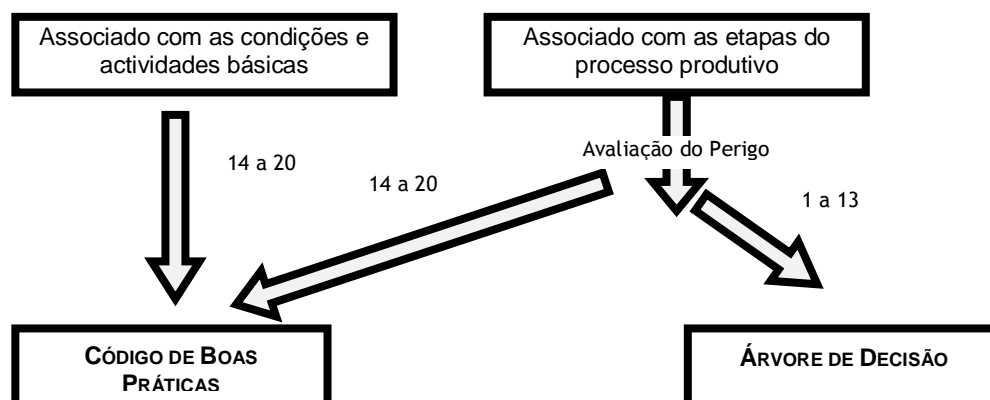 Associado com as condições e
actividades básicas
Associado com as etapas do
processo produtivo
Avaliação do Perigo
14 a 20
14 a 20
1 a 13
CÓDIGO DE BOAS
PRÁTICAS
ÁRVORE DE DECISÃO